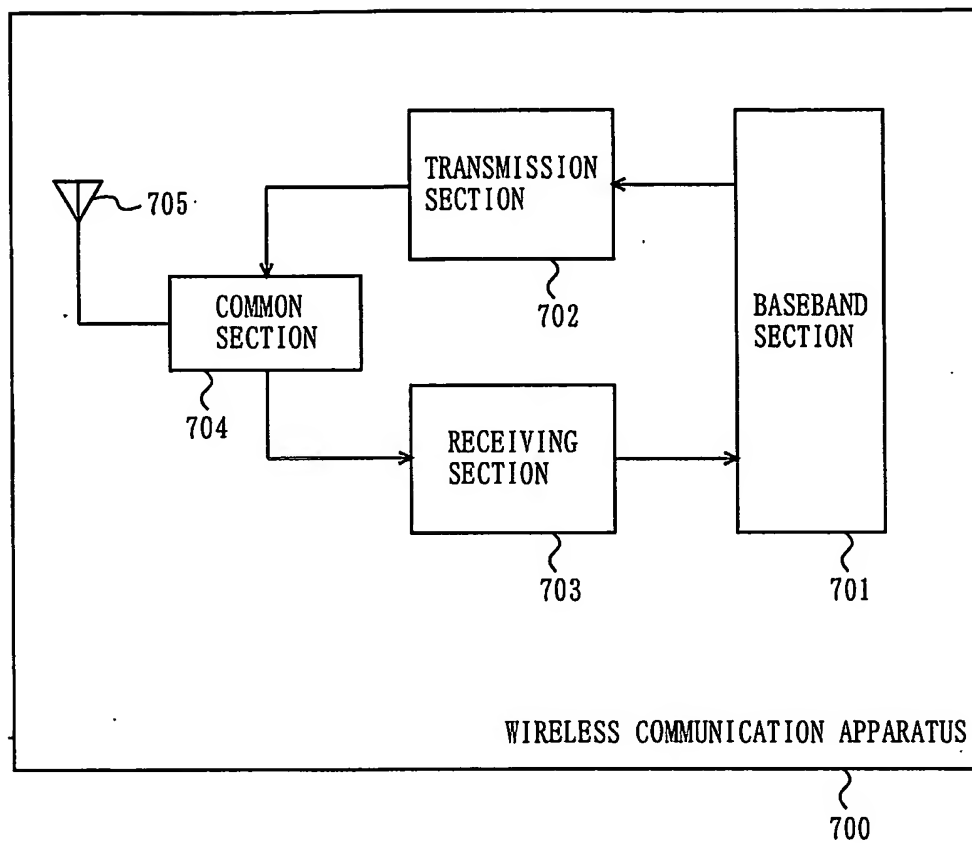 TRANSMISSION
SECTION
702
705
COMMON
SECTION
704
BASEBAND
SECTION
701
RECEIVING
SECTION
703
WIRELESS COMMUNICATION APPARATUS
700